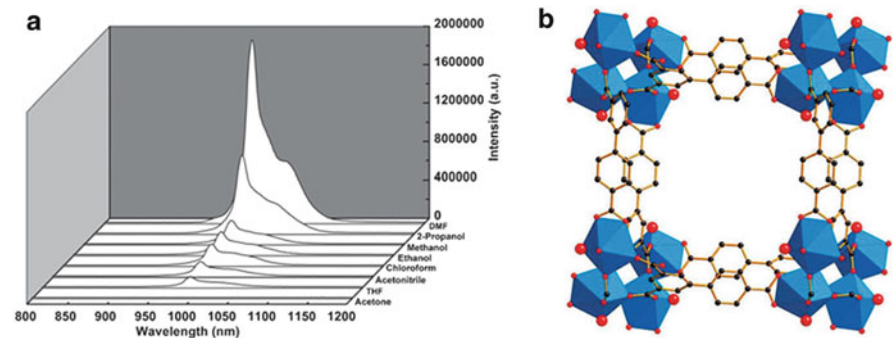 a
b
2000000
1600000
1200000
800000
400000
0
Intensity (a.u.)
DMF
2-Propanol
Methanol
Ethanol
Chloroform
Acetonitrile
THF
Acetone
800 850 900 950 1000 1050 1100 1150 1200
Wavelength (nm)